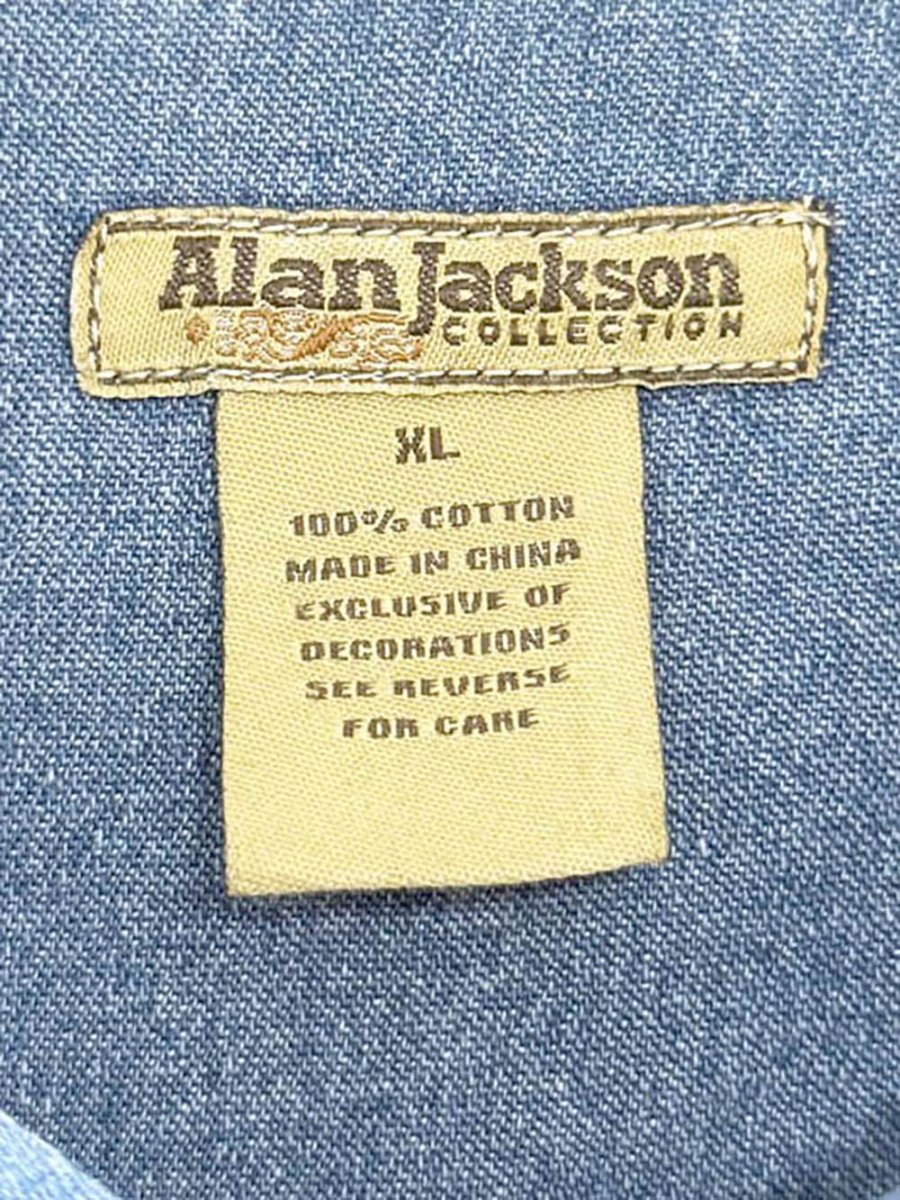 Alan Jackson
COLLECTION
XL
100% COTTON
MADE IN CHINA
EXCLUSIVE OF
DECORATIONS
SEE REVERSE
FOR CARE